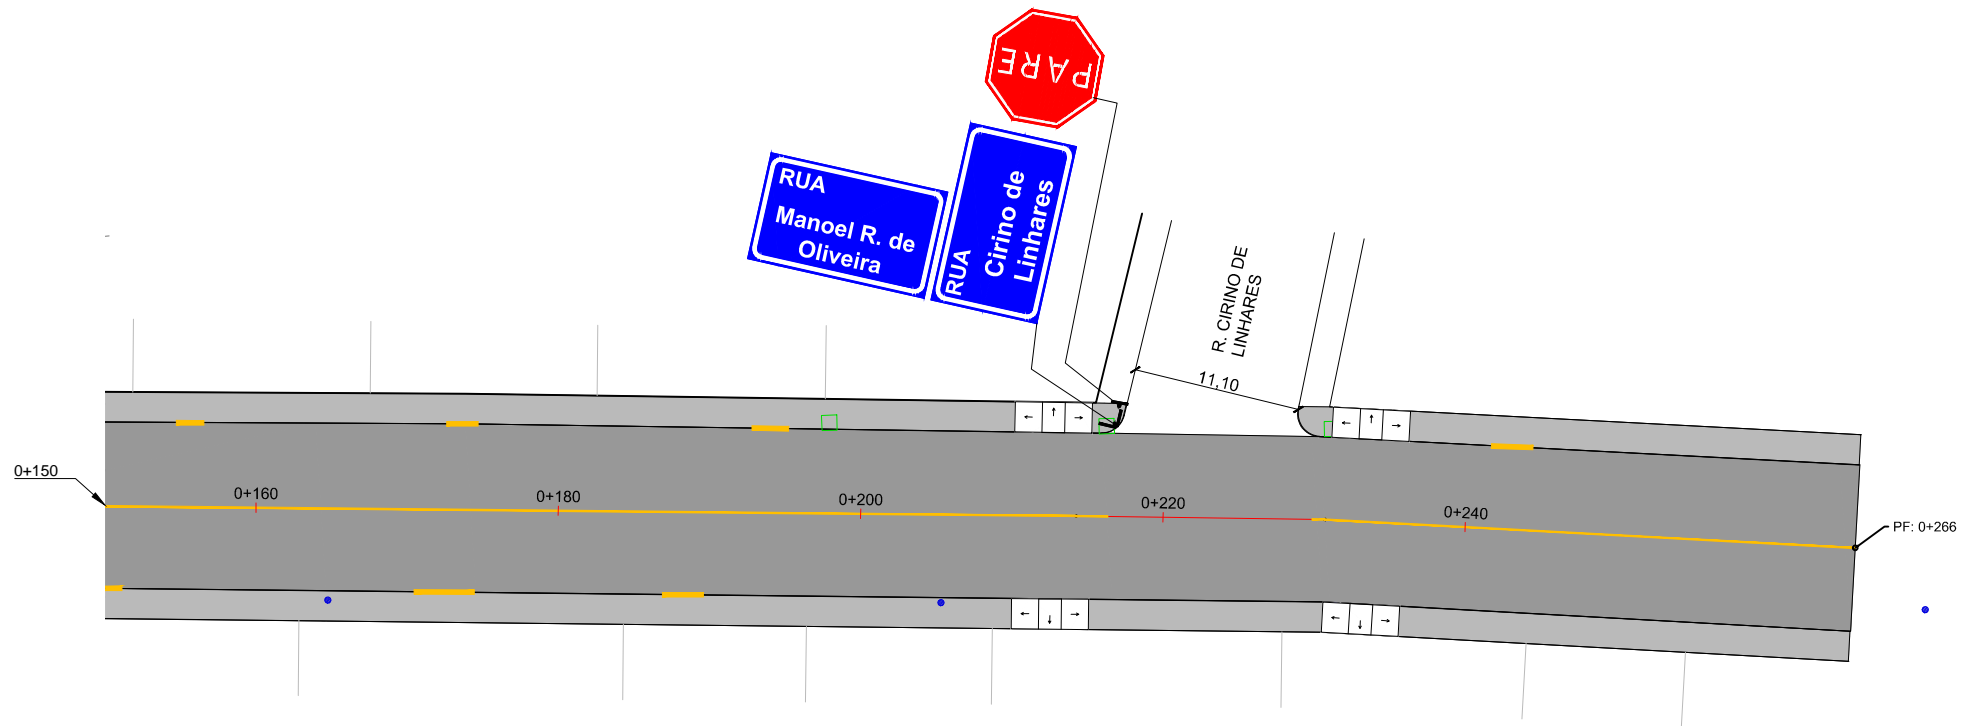 PARE
RUA
Manoel R. de
Oliveira
RUA
Cirino de
Linhares
R. CIRINO DE
LINHARES
11,10
0+150
0+160
0+180
0+200
0+220
0+240
PF: 0+266